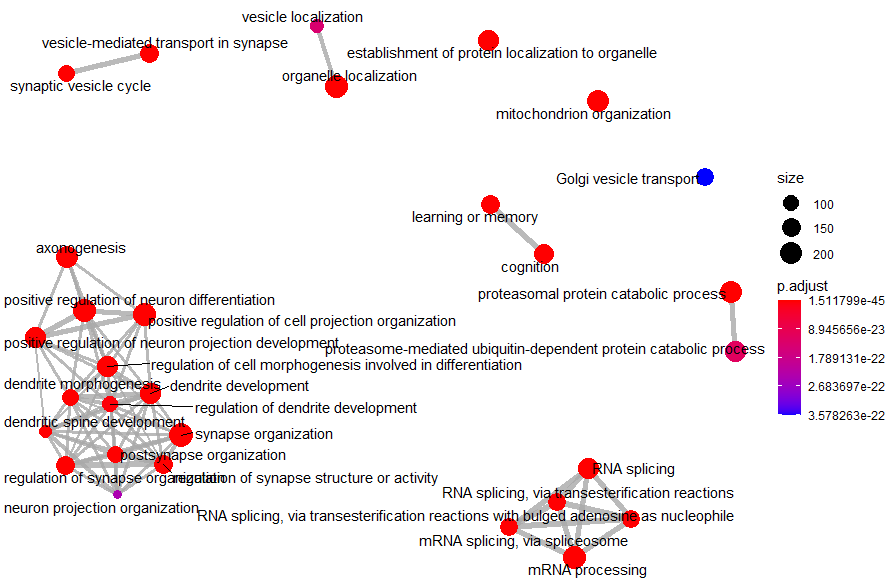 vesicle localization
vesicle-mediated transport in synapse
establishment of protein localization to organelle
organelle localization
synaptic vesicle cycle
mitochondrion organization
Golgi vesicle transport
size
100
150
200
learning or memory
axonogenesis
cognition
p.adjust
1.511799e-45
8.945656e-23
1.789131e-22
2.683697e-22
3.578263e-22
proteasomal protein catabolic process
positive regulation of neuron differentiation
positive regulation of cell projection organization
positive regulation of neuron projection development
proteasome-mediated ubiquitin-dependent protein catabolic process
regulation of cell morphogenesis involved in differentiation
dendrite morphogenesis
dendrite development
regulation of dendrite development
dendritic spine development
synapse organization
postsynapse organization
regulation of synapse organization
regulation of synapse structure or activity
neuron projection organization
RNA splicing
RNA splicing, via transesterification reactions
RNA splicing, via transesterification reactions with bulged adenosine as nucleophile
mRNA splicing, via spliceosome
mRNA processing